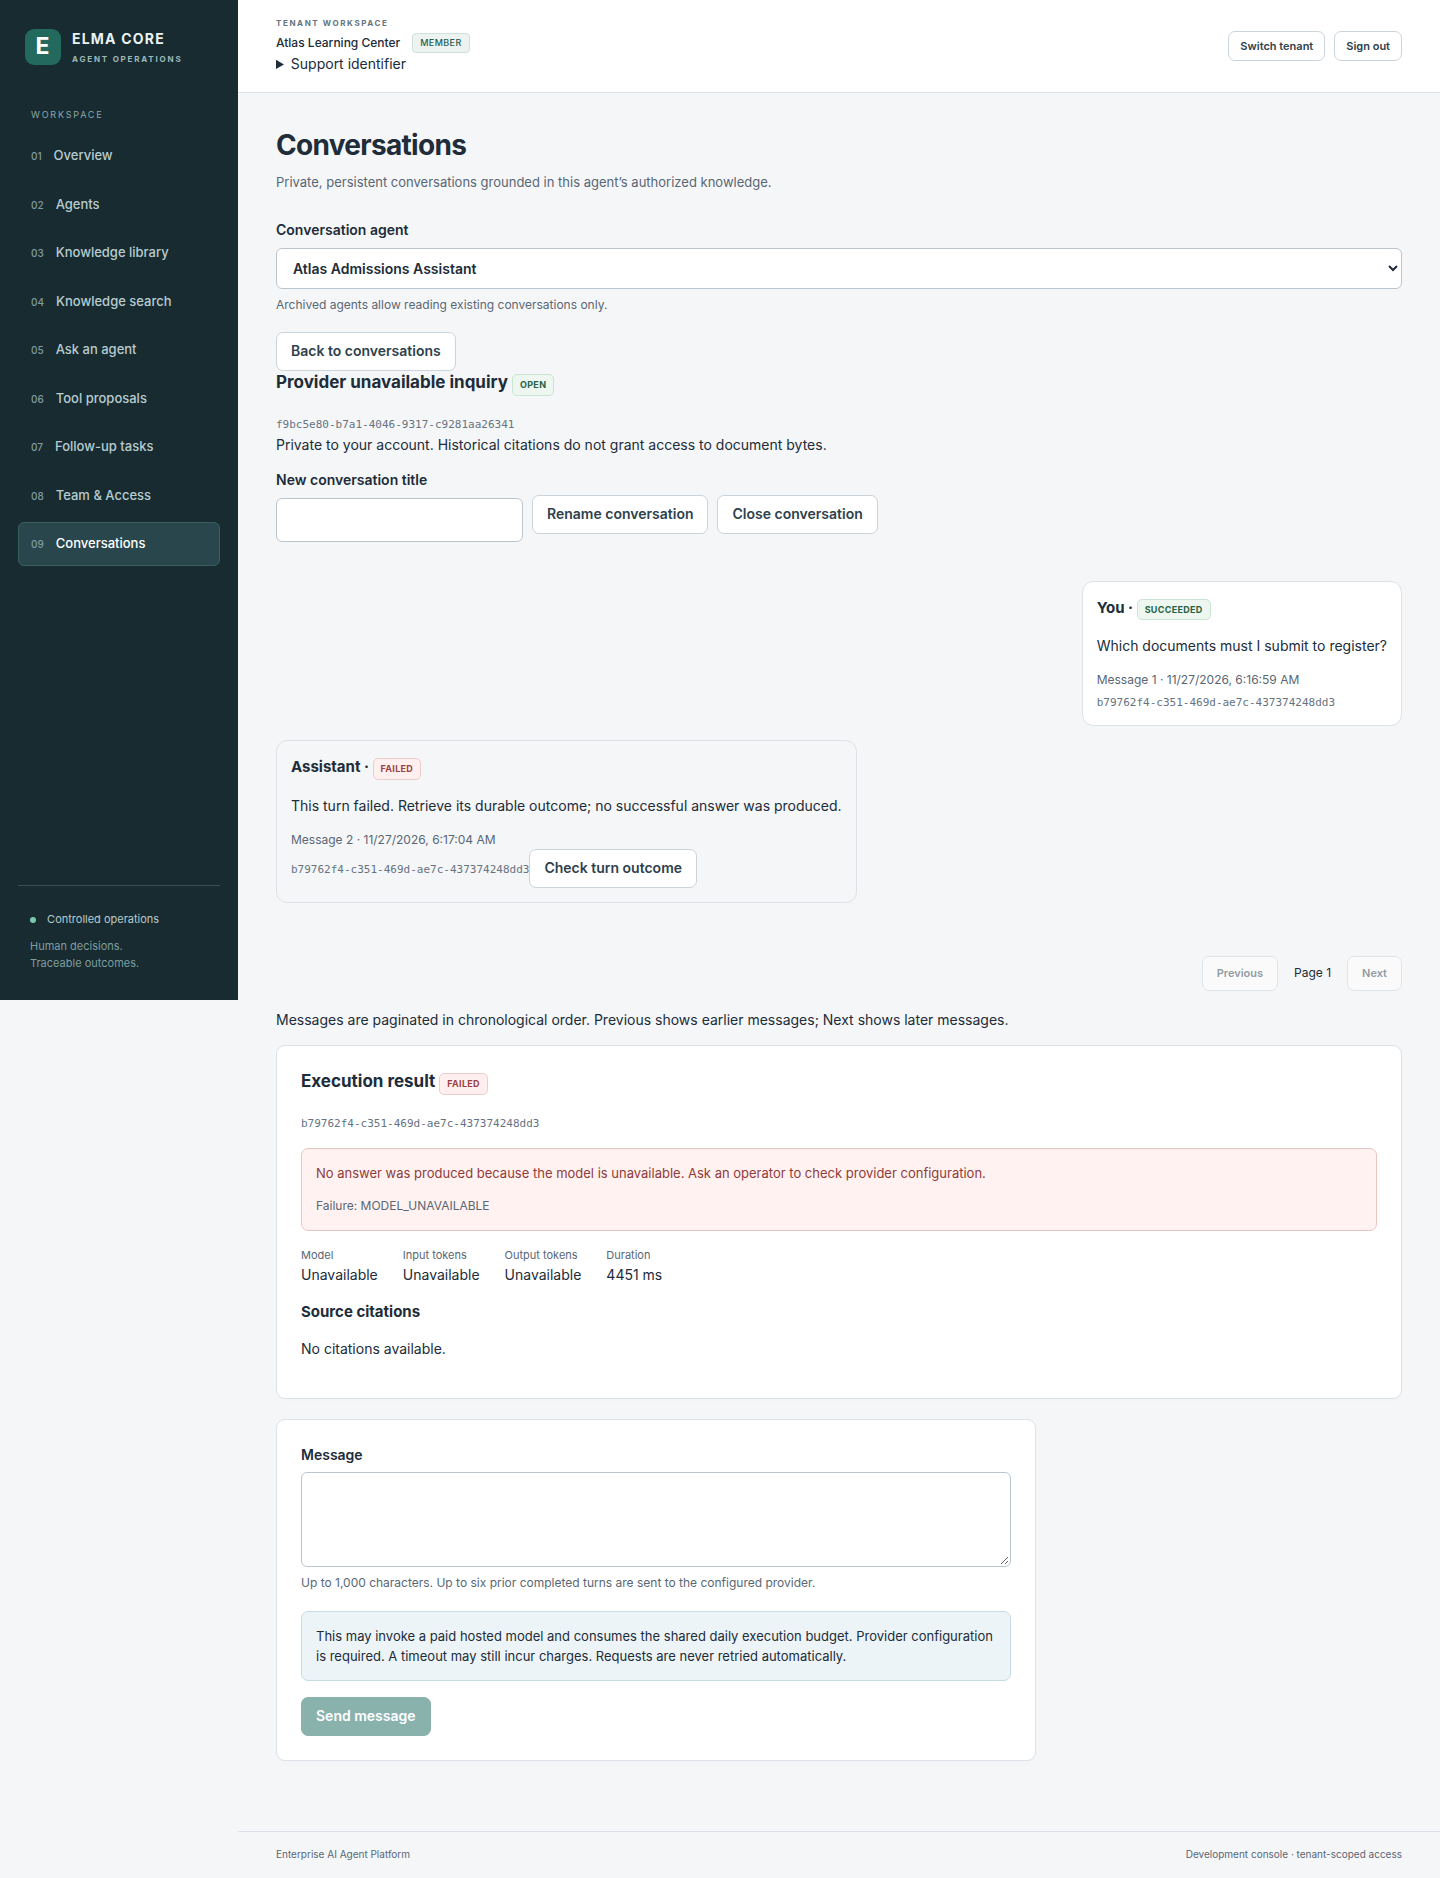 E
ELMA CORE
AGENT OPERATIONS
WORKSPACE
01 Overview
02 Agents
03 Knowledge library
04 Knowledge search
05 Ask an agent
06 Tool proposals
07 Follow-up tasks
08 Team & Access
09 Conversations
Controlled operations
Human decisions.
Traceable outcomes.
TENANT WORKSPACE
Atlas Learning Center MEMBER
Support identifier
Switch tenant
Sign out
Conversations
Private, persistent conversations grounded in this agent's authorized knowledge.
Conversation agent
Atlas Admissions Assistant
Archived agents allow reading existing conversations only.
Back to conversations
Provider unavailable inquiry OPEN
f9bc5e80-b7a1-4046-9317-c9281aa26341
Private to your account. Historical citations do not grant access to document bytes.
New conversation title
Rename conversation
Close conversation
You · SUCCEEDED
Which documents must I submit to register?
Message 1 · 11/27/2026, 6:16:59 AM
b79762f4-c351-469d-ae7c-437374248dd3
Assistant · FAILED
This turn failed. Retrieve its durable outcome; no successful answer was produced.
Message 2 · 11/27/2026, 6:17:04 AM
b79762f4-c351-469d-ae7c-437374248dd3 Check turn outcome
Previous Page 1 Next
Messages are paginated in chronological order. Previous shows earlier messages; Next shows later messages.
Execution result FAILED
b79762f4-c351-469d-ae7c-437374248dd3
No answer was produced because the model is unavailable. Ask an operator to check provider configuration.
Failure: MODEL_UNAVAILABLE
Model Input tokens Output tokens Duration
Unavailable Unavailable Unavailable 4451 ms
Source citations
No citations available.
Message
Up to 1,000 characters. Up to six prior completed turns are sent to the configured provider.
This may invoke a paid hosted model and consumes the shared daily execution budget. Provider configuration
is required. A timeout may still incur charges. Requests are never retried automatically.
Send message
Enterprise AI Agent Platform
Development console · tenant-scoped access